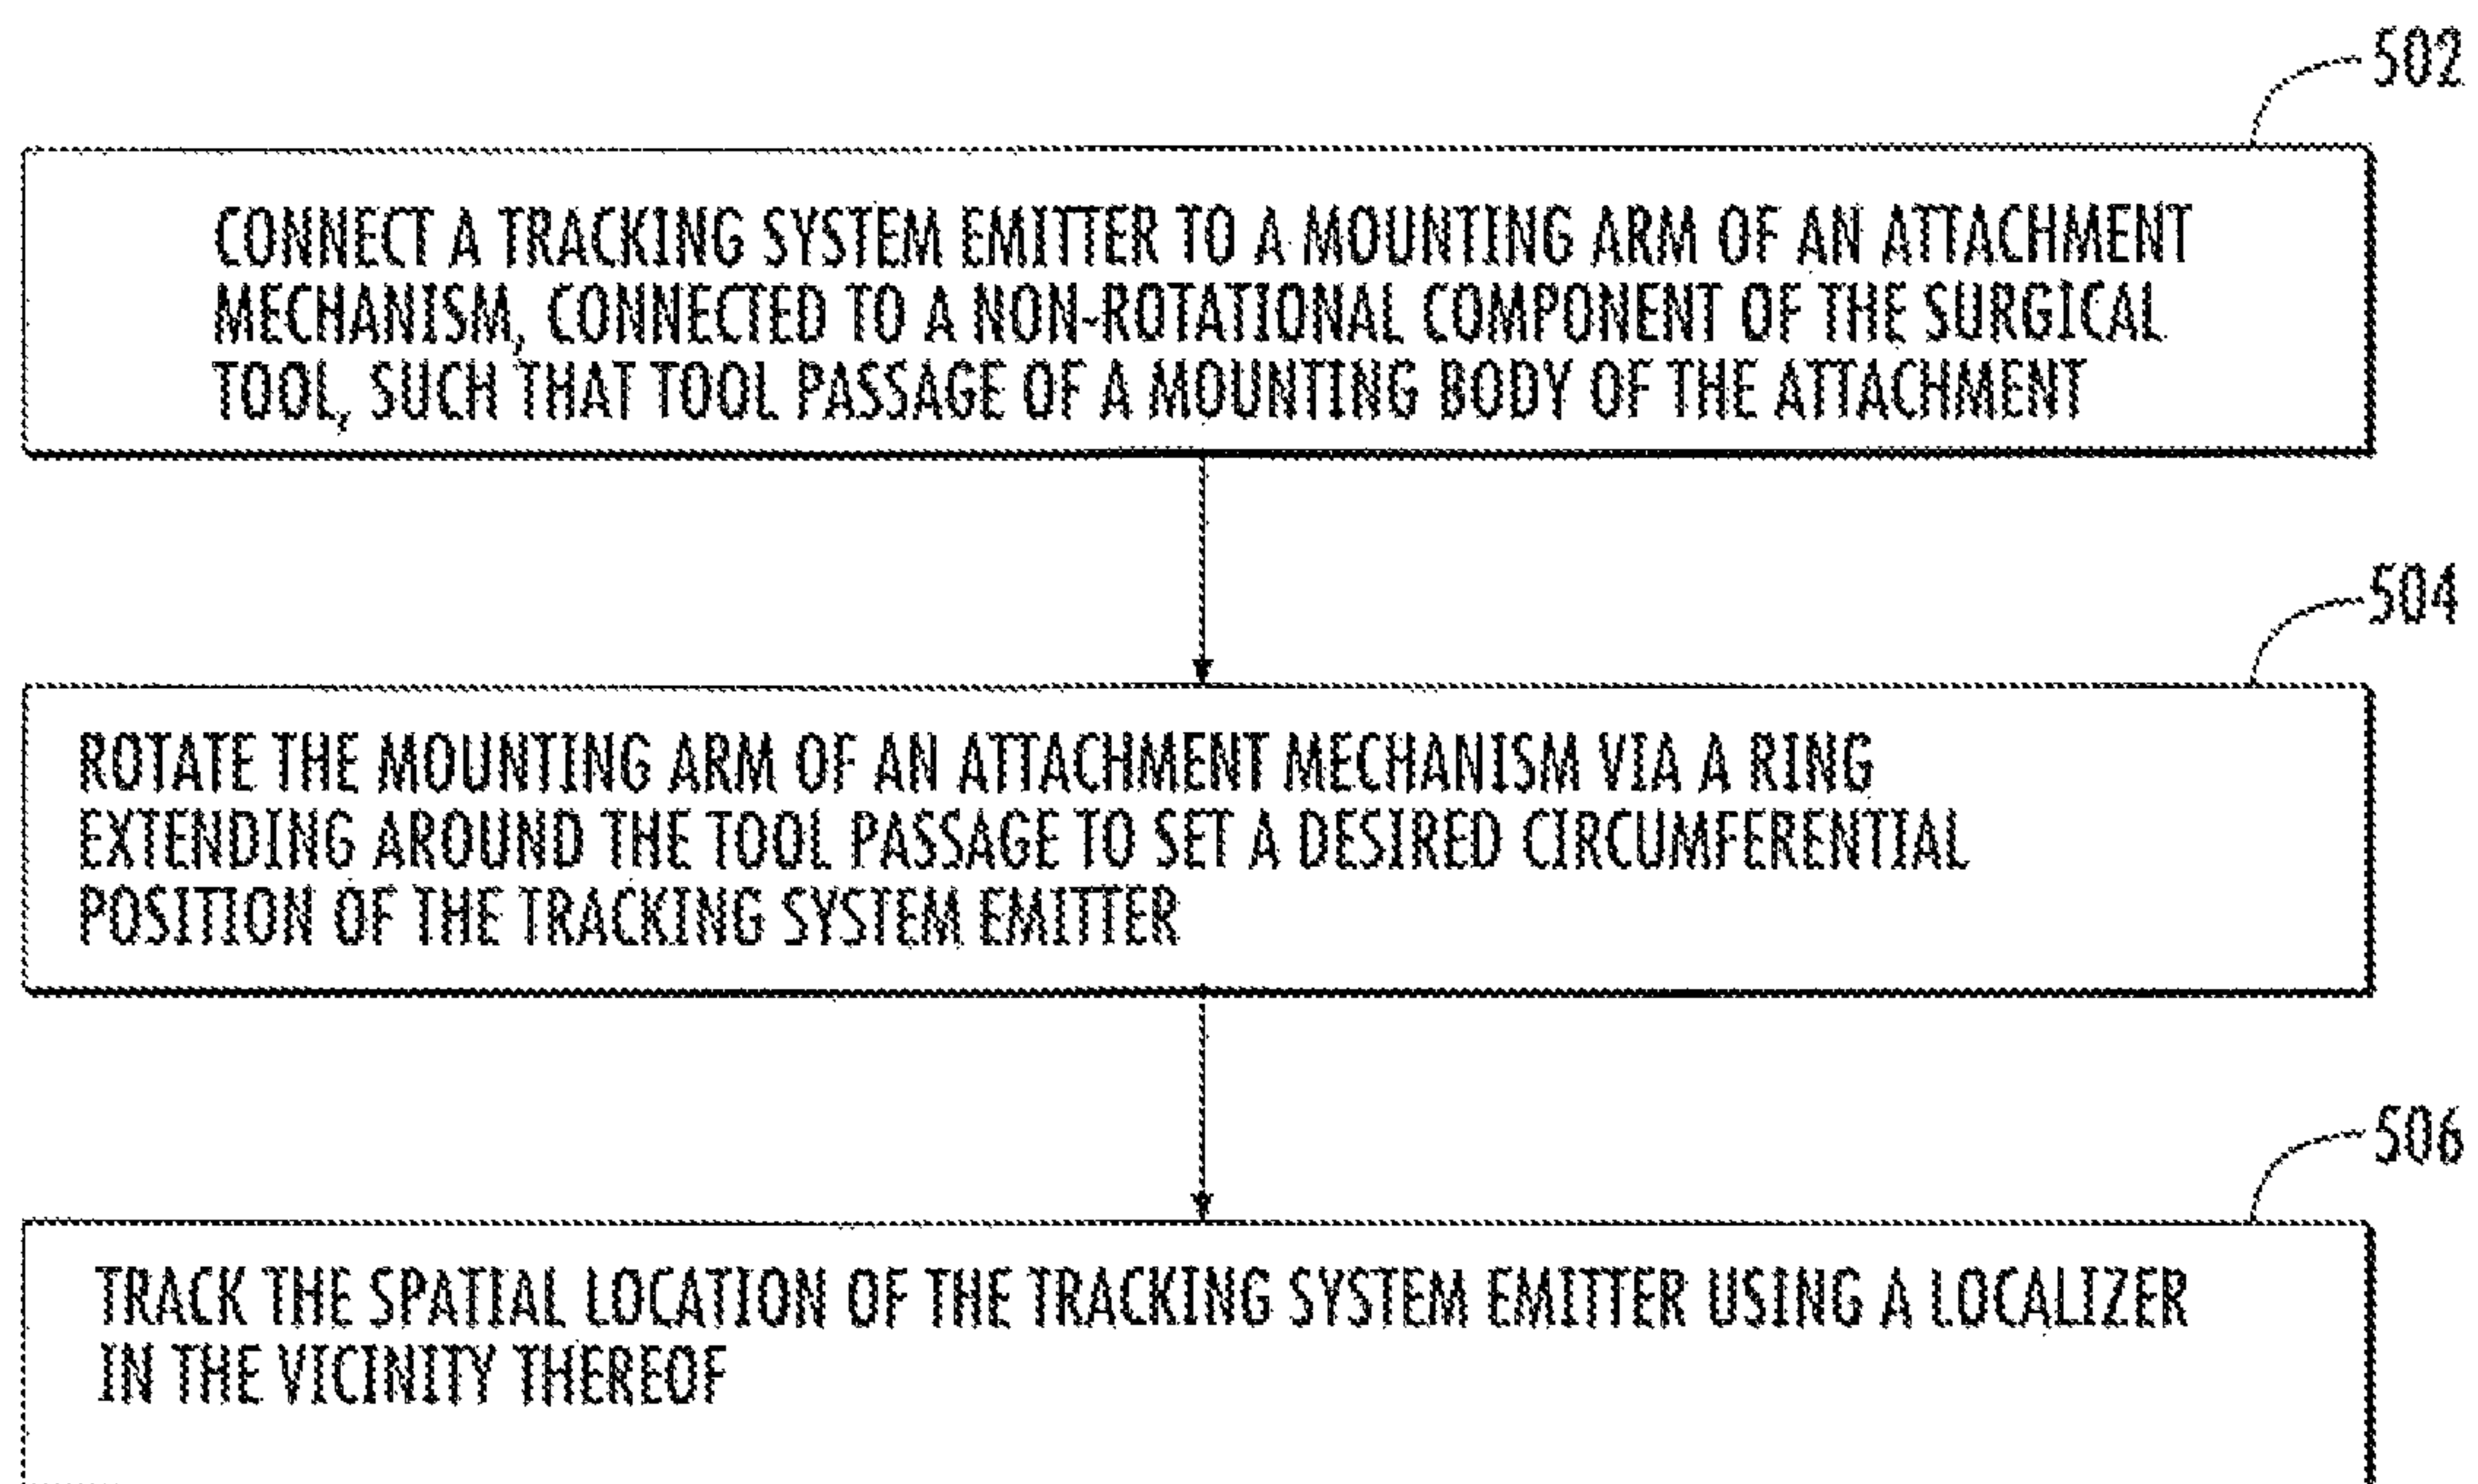 502
CONNECT A TRACKING SYSTEM EMITTER TO A MOUNTING ARM OF AN ATTACHMENT
MECHANISM, CONNECTED TO A NON-ROTATIONAL COMPONENT OF THE SURGICAL
TOOL, SUCH THAT TOOL PASSAGE OF A MOUNTING BODY OF THE ATTACHMENT
504
ROTATE THE MOUNTING ARM OF AN ATTACHMENT MECHANISM VIA A RING
EXTENDING AROUND THE TOOL PASSAGE TO SET A DESIRED CIRCUMFERENTIAL
POSITION OF THE TRACKING SYSTEM EMITTER
506
TRACK THE SPATIAL LOCATION OF THE TRACKING SYSTEM EMITTER USING A LOCALIZER
IN THE VICINITY THEREOF